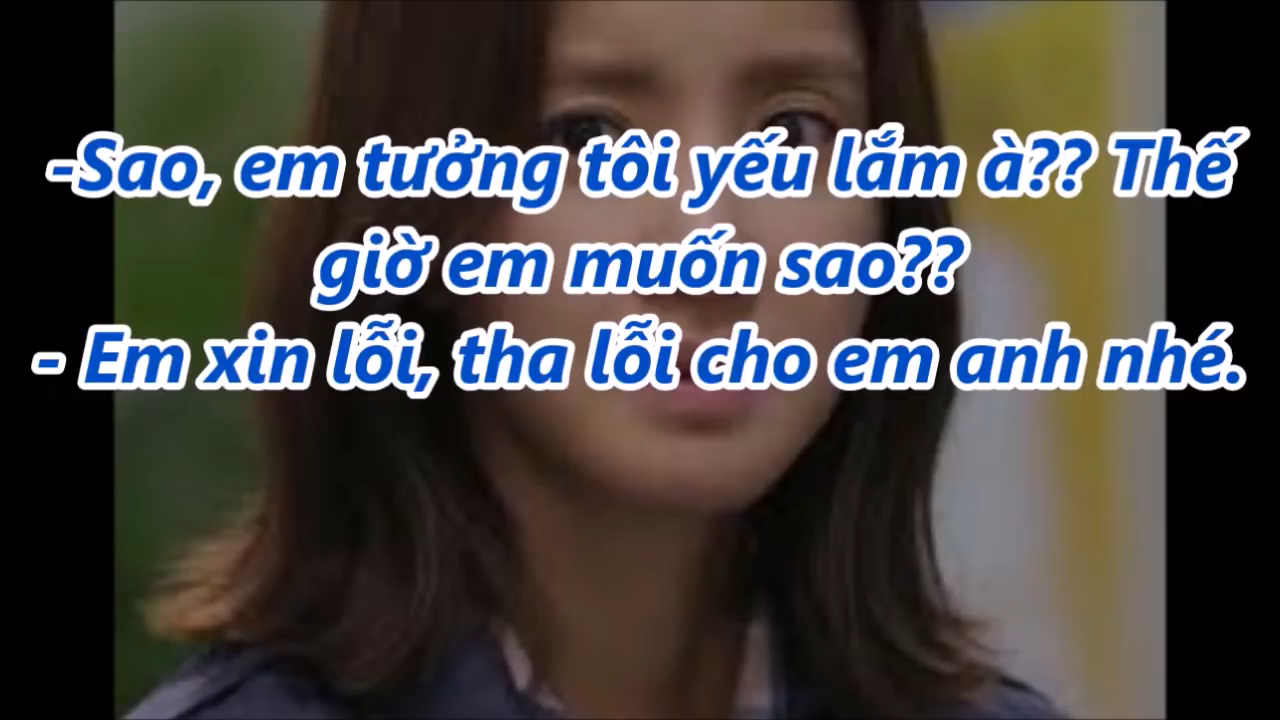 -Sao, em tưởng tôi yếu lắm à?? Thế
giờ em muốn sao??
- Em xin lỗi, tha lỗi cho em anh nhé.